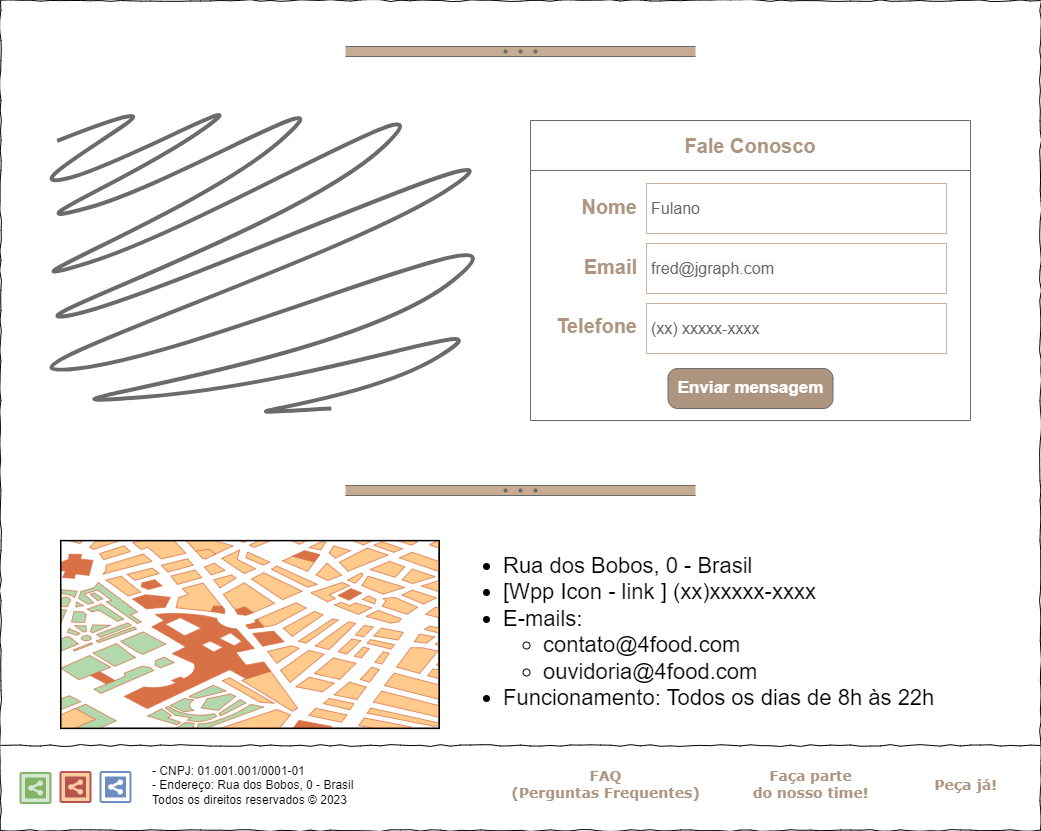 Fale Conosco
Nome
Fulano
Email
fred@jgraph.com
Telefone
(xx) xxxxx-xxxx
Enviar mensagem
Rua dos Bobos, 0 - Brasil
[Wpp Icon - link ] (xx)xxxxx-xxxx
E-mails:
contato@4food.com
ouvidoria@4food.com
Funcionamento: Todos os dias de 8h às 22h
- CNPJ: 01.001.001/0001-01
- Endereço: Rua dos Bobos, 0 - Brasil
Todos os direitos reservados © 2023
FAQ
(Perguntas Frequentes)
Faça parte
do nosso time!
Peça já!